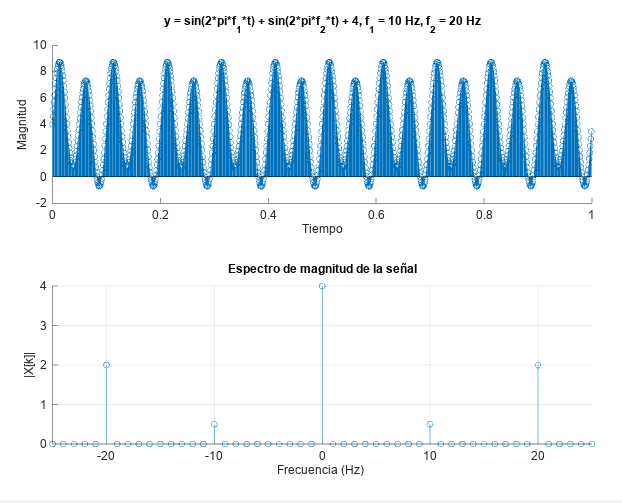 y = sin(2*pi*f1*t) + sin(2*pi*f2*t) + 4, f1 = 10 Hz, f2 = 20 Hz
10
8
6
4
2
0
-2
Magnitud
0 0.2 0.4 0.6 0.8 1
Tiempo
Espectro de magnitud de la señal
4
3
2
1
0
|X[k]|
-20 -10 0 10 20
Frecuencia (Hz)